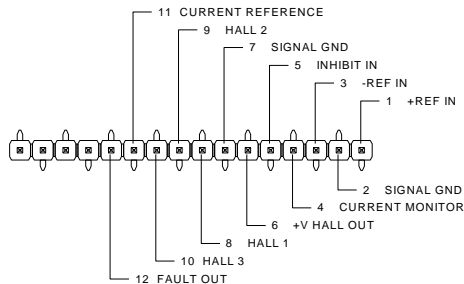 11 CURRENT REFERENCE
9 HALL 2
7 SIGNAL GND
5 INHIBIT IN
3 -REF IN
1 +REF IN
2 SIGNAL GND
4 CURRENT MONITOR
6 +V HALL OUT
8 HALL 1
10 HALL 3
12 FAULT OUT